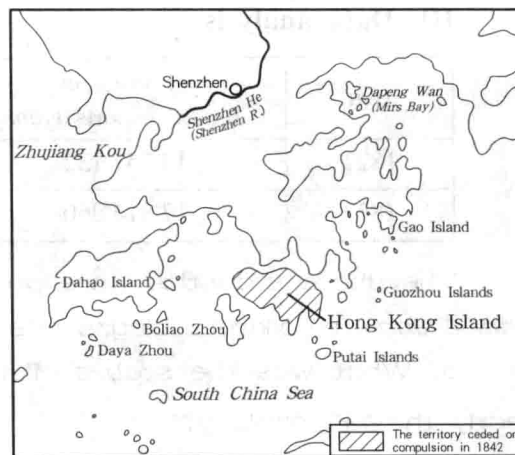 Shenzhen
Shenzhen He
(Shenzhen R.)
Dapeng Wan
(Mirs Bay)
Zhujiang Kou
Gao Island
Dahao Island
Guozhou Islands
Hong Kong Island
Boliao Zhou
Daya Zhou
Putai Islands
South China Sea
The territory ceded on
compulsion in 1842